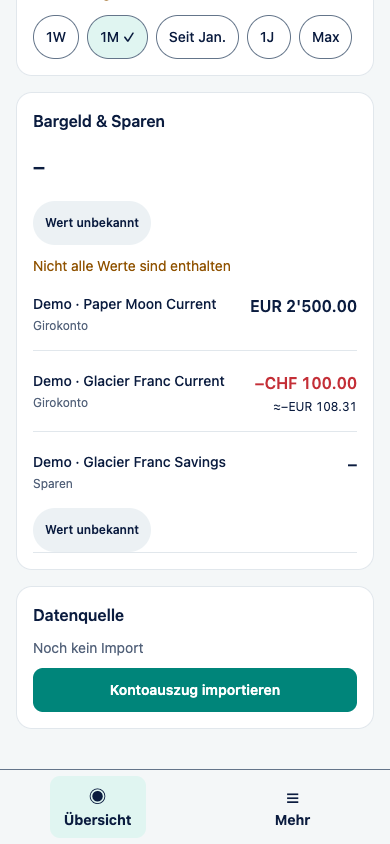 1W
1M ✓
Seit Jan.
1J
Max
Bargeld & Sparen
–
Wert unbekannt
Nicht alle Werte sind enthalten
Demo · Paper Moon Current
EUR 2'500.00
Girokonto
Demo · Glacier Franc Current
–CHF 100.00
Girokonto
≈–EUR 108.31
Demo · Glacier Franc Savings
–
Sparen
Wert unbekannt
Datenquelle
Noch kein Import
Kontoauszug importieren
Übersicht
Mehr